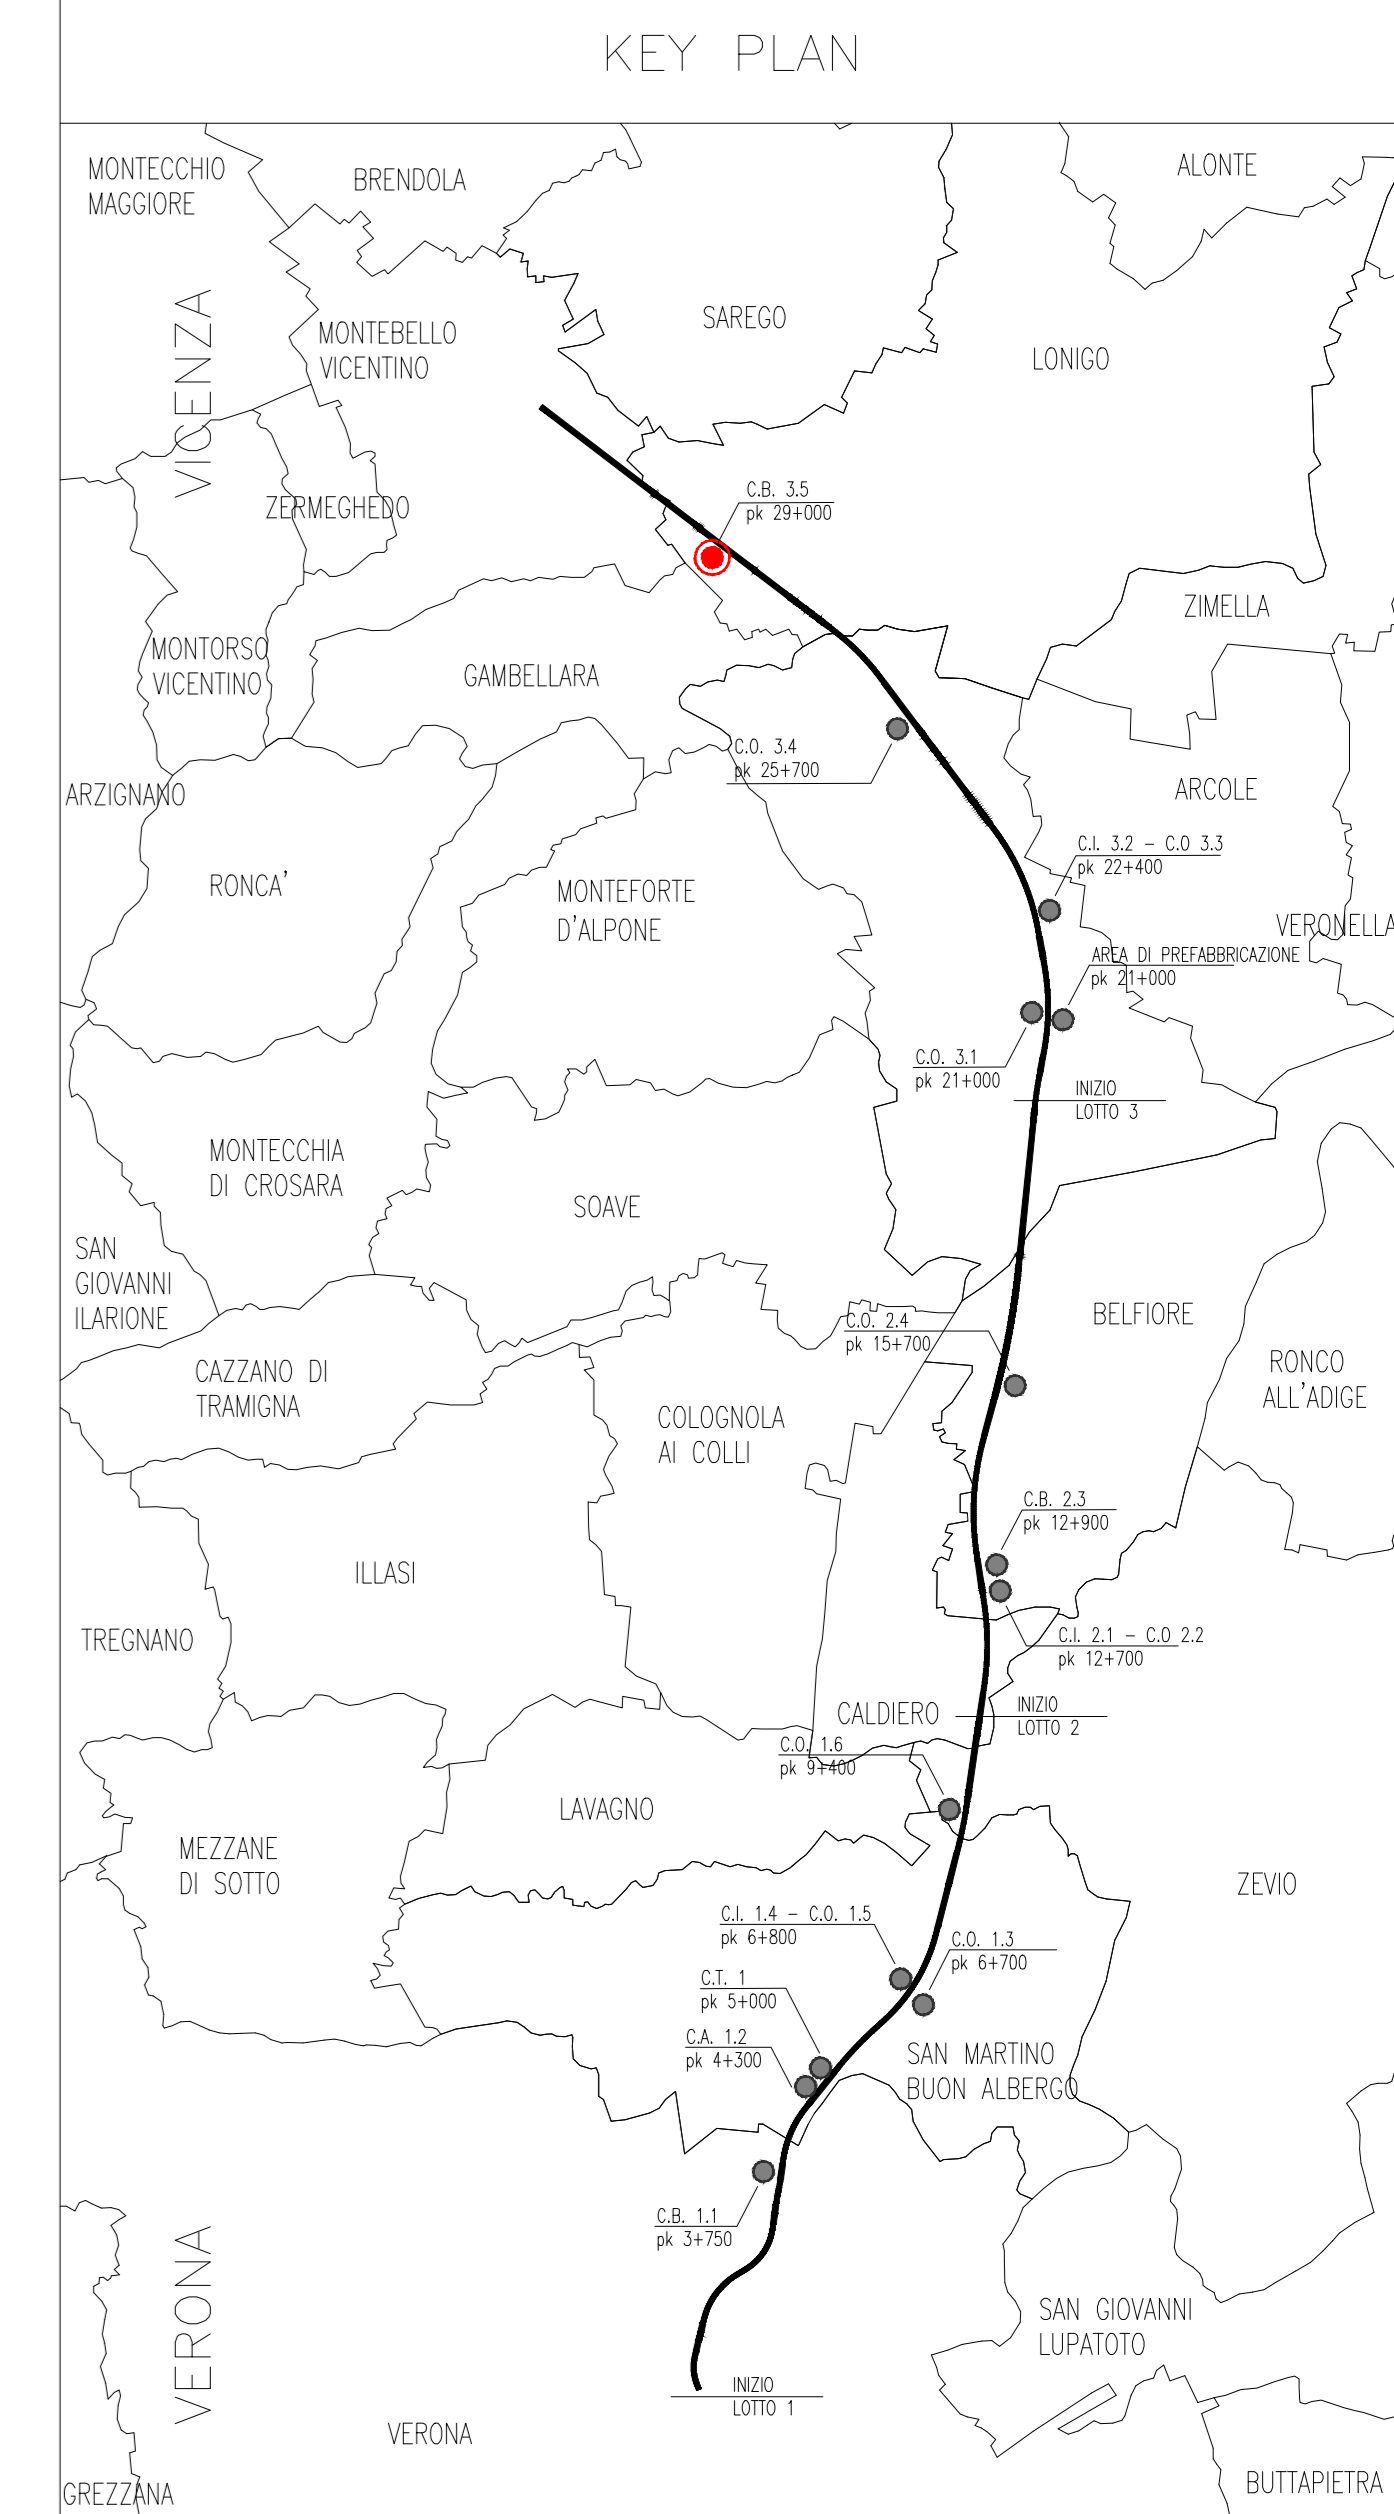 KEY PLAN
MONTECCHIO
MAGGIORE
BRENDOLA
ALONTE
VICENZA
MONTEBELLO
VICENTINO
SAREGO
LONIGO
ZERMEGHEDO
C.B. 3.5
pk 29+000
ZIMELLA
MONTORSO
VICENTINO
GAMBELLARA
C.O. 3.4
pk 25+700
ARZIGNANO
ARCOLE
RONCA'
MONTEFORTE
D'ALPONE
C.I. 3.2 - C.O 3.3
pk 22+400
VERONELLA
AREA DI PREFABBRICAZIONE
pk 21+000
C.O. 3.1
pk 21+000
INIZIO
LOTTO 3
MONTECCHIA
DI CROSARA
SOAVE
SAN
GIOVANNI
ILARIONE
BELFIORE
C.O. 2.4
pk 15+700
CAZZANO DI
TRAMIGNA
RONCO
ALL'ADIGE
COLOGNOLA
AI COLLI
C.B. 2.3
pk 12+900
ILLASI
TREGNANO
C.I. 2.1 - C.O 2.2
pk 12+700
CALDIERO
INIZIO
LOTTO 2
C.O. 1.6
pk 9+400
LAVAGNO
MEZZANE
DI SOTTO
ZEVIO
C.I. 1.4 - C.O. 1.5
pk 6+800
C.O. 1.3
pk 6+700
C.T. 1
pk 5+000
C.A. 1.2
pk 4+300
SAN MARTINO
BUON ALBERGO
C.B. 1.1
pk 3+750
VERONA
SAN GIOVANNI
LUPATOTO
INIZIO
LOTTO 1
VERONA
BUTTAPIETRA
GREZZANA